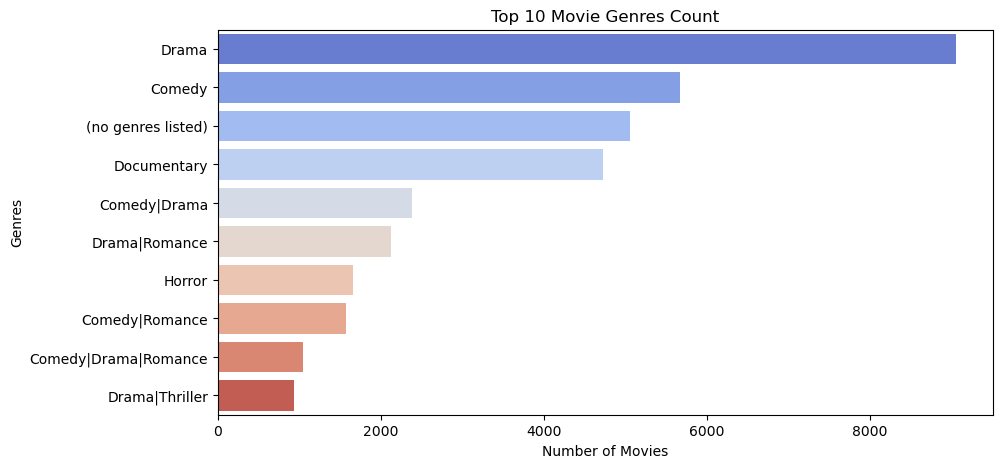 Top 10 Movie Genres Count
Genres
Drama
Comedy
(no genres listed)
Documentary
Comedy|Drama
Drama|Romance
Horror
Comedy|Romance
Comedy|Drama|Romance
Drama|Thriller
0 2000 4000 6000 8000
Number of Movies